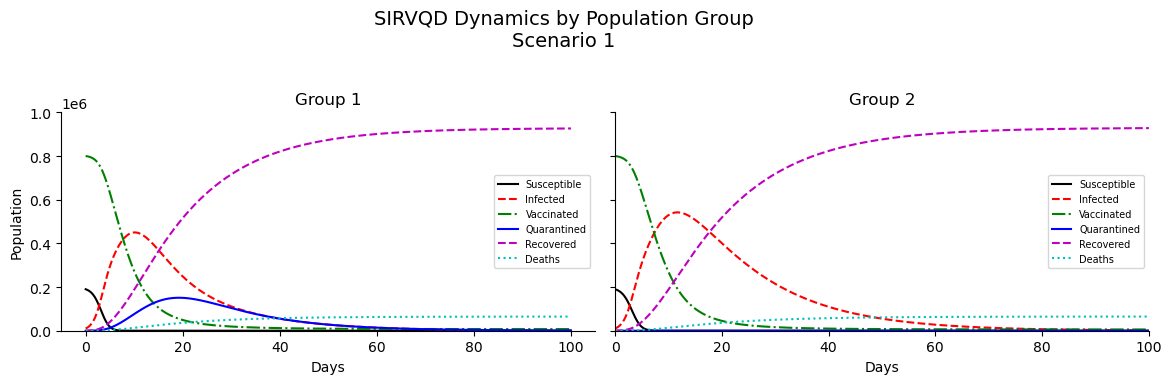 SIRVQD Dynamics by Population Group
Scenario 1
Group 1
1e6
1.0
0.8
0.6
0.4
0.2
0.0
Population
0 20 40 60 80 100
Days
Susceptible
Infected
Vaccinated
Quarantined
Recovered
Deaths
Group 2
0 20 40 60 80 100
Days
Susceptible
Infected
Vaccinated
Quarantined
Recovered
Deaths